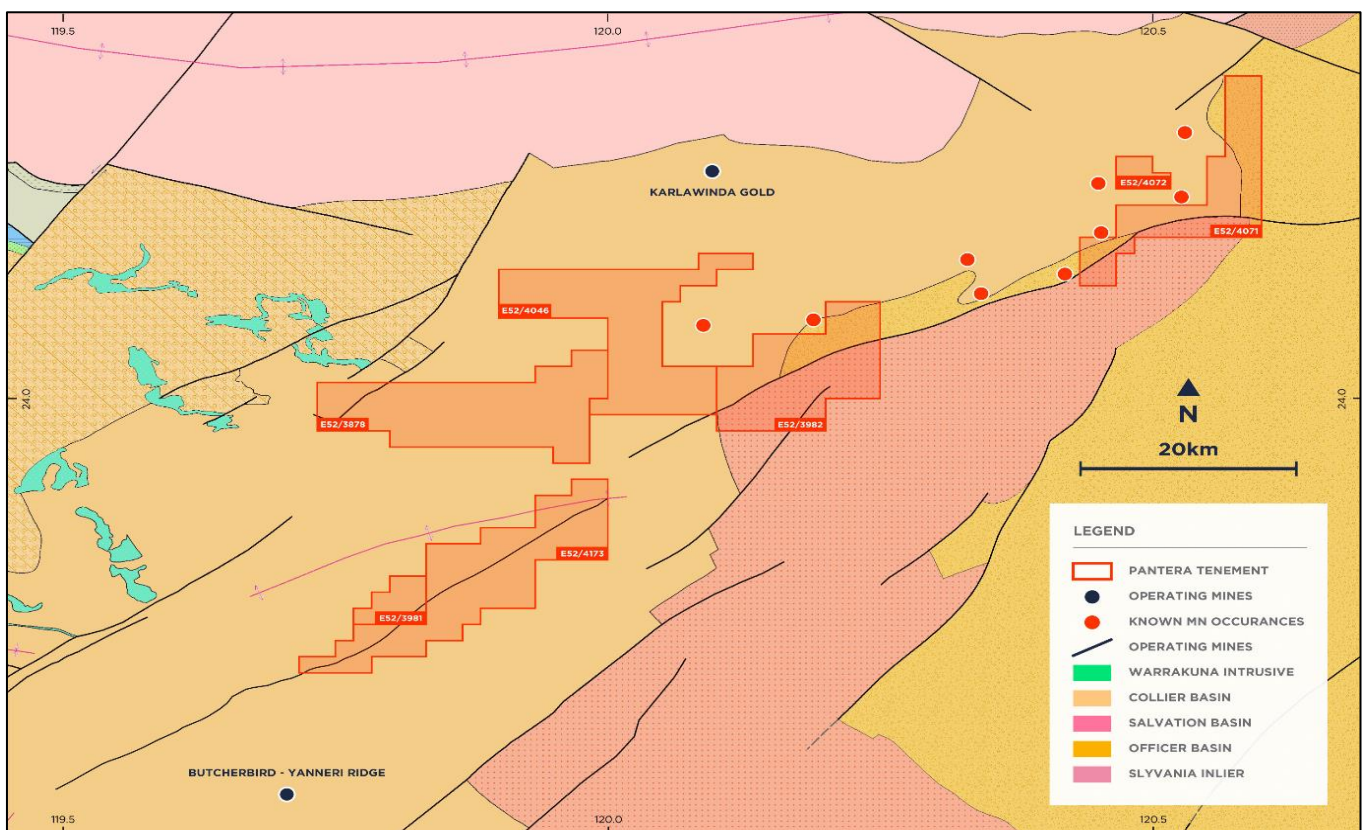 119.5
120.0
120.5
KARLAWINDA GOLD
E52/4072
E52/4071
E52/4046
24.0
24.0
E52/3878
E52/3982
N
20km
E52/4173
E52/3981
BUTCHERBIRD - YANNERI RIDGE
LEGEND
PANTERA TENEMENT
OPERATING MINES
KNOWN MN OCCURANCES
OPERATING MINES
WARRAKUNA INTRUSIVE
COLLIER BASIN
SALVATION BASIN
OFFICER BASIN
SLYVANIA INLIER
119.5
120.0
120.5